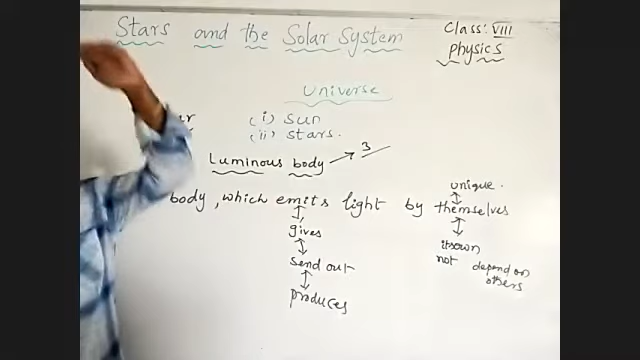 Stars and the Solar System
Class: VIII
Physics
Universe
(i) Sun
(ii) Stars.
Luminous body → 3
body, which emits light by themselves
unique.
↕
↕
gives
↕
Send out
↕
produces
↕
itsown
not depend on
others